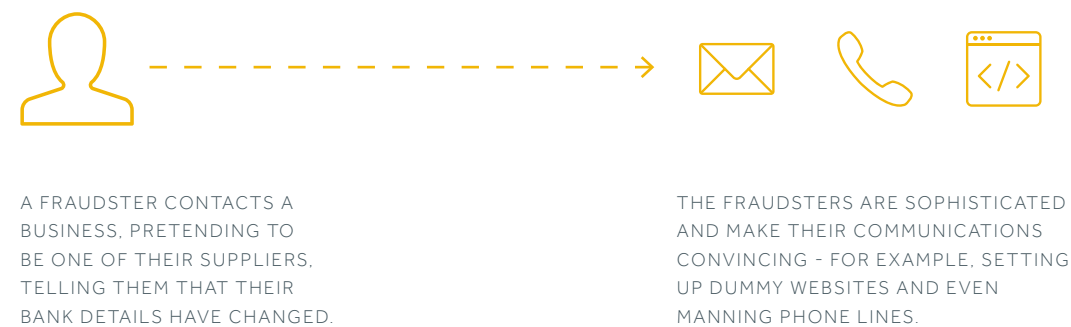 A FRAUDSTER CONTACTS A
BUSINESS, PRETENDING TO
BE ONE OF THEIR SUPPLIERS,
TELLING THEM THAT THEIR
BANK DETAILS HAVE CHANGED.
THE FRAUDSTERS ARE SOPHISTICATED
AND MAKE THEIR COMMUNICATIONS
CONVINCING - FOR EXAMPLE, SETTING
UP DUMMY WEBSITES AND EVEN
MANNING PHONE LINES.